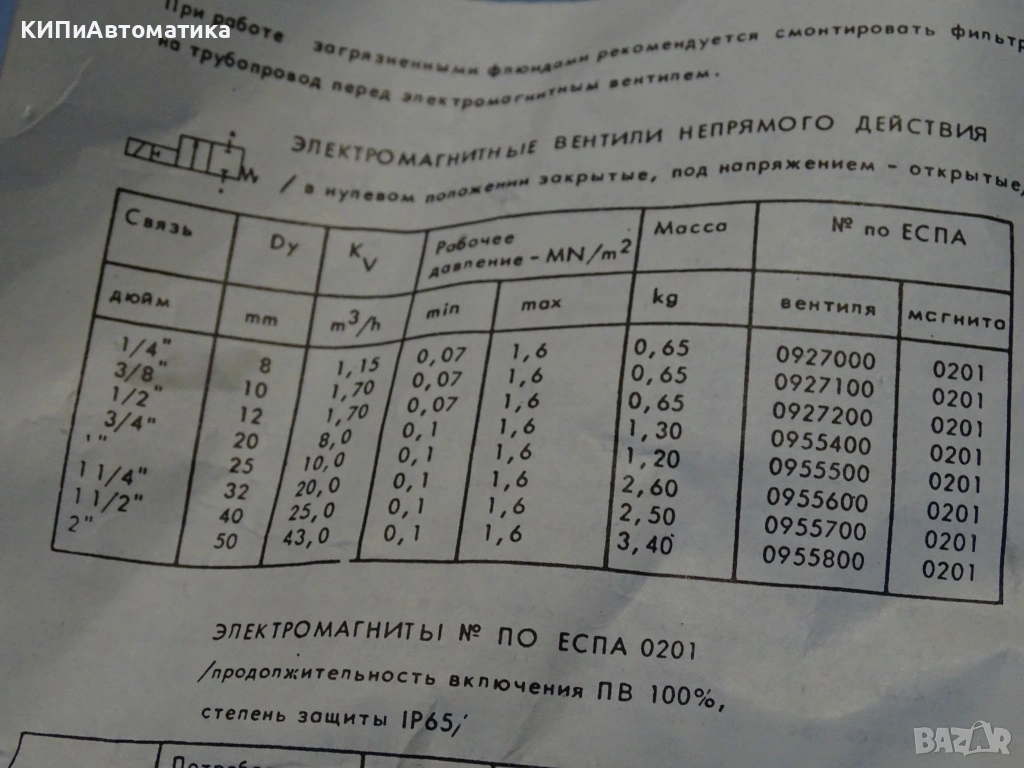 КИПиАвтоматика
При работе загрязненными флюидами рекомендуется смонтировать фильтр
на трубопровод перед электромагнитным вентилем.
ЭЛЕКТРОМАГНИТНЫЕ ВЕНТИЛИ НЕПРЯМОГО ДЕЙСТВИЯ
/ в нулевом положении закрытые, под напряжением - открытые,
Связь Dy Kv Рабочее давление - MN/m² Масса № по ЕСПА
дюйм mm m³/h min max kg вентиля мсгнита
1/4" 8 1,15 0,07 1,6 0,65 0927000 0201
3/8" 10 1,70 0,07 1,6 0,65 0927100 0201
1/2" 12 1,70 0,07 1,6 0,65 0927200 0201
3/4" 20 8,0 0,1 1,6 1,30 0955400 0201
1" 25 10,0 0,1 1,6 1,20 0955500 0201
1 1/4" 32 20,0 0,1 1,6 2,60 0955600 0201
1 1/2" 40 25,0 0,1 1,6 2,50 0955700 0201
2" 50 43,0 0,1 1,6 3,40 0955800 0201
ЭЛЕКТРОМАГНИТЫ № ПО ЕСПА 0201
/продолжительность включения ПВ 100%,
степень защиты IP65/
BAZAR